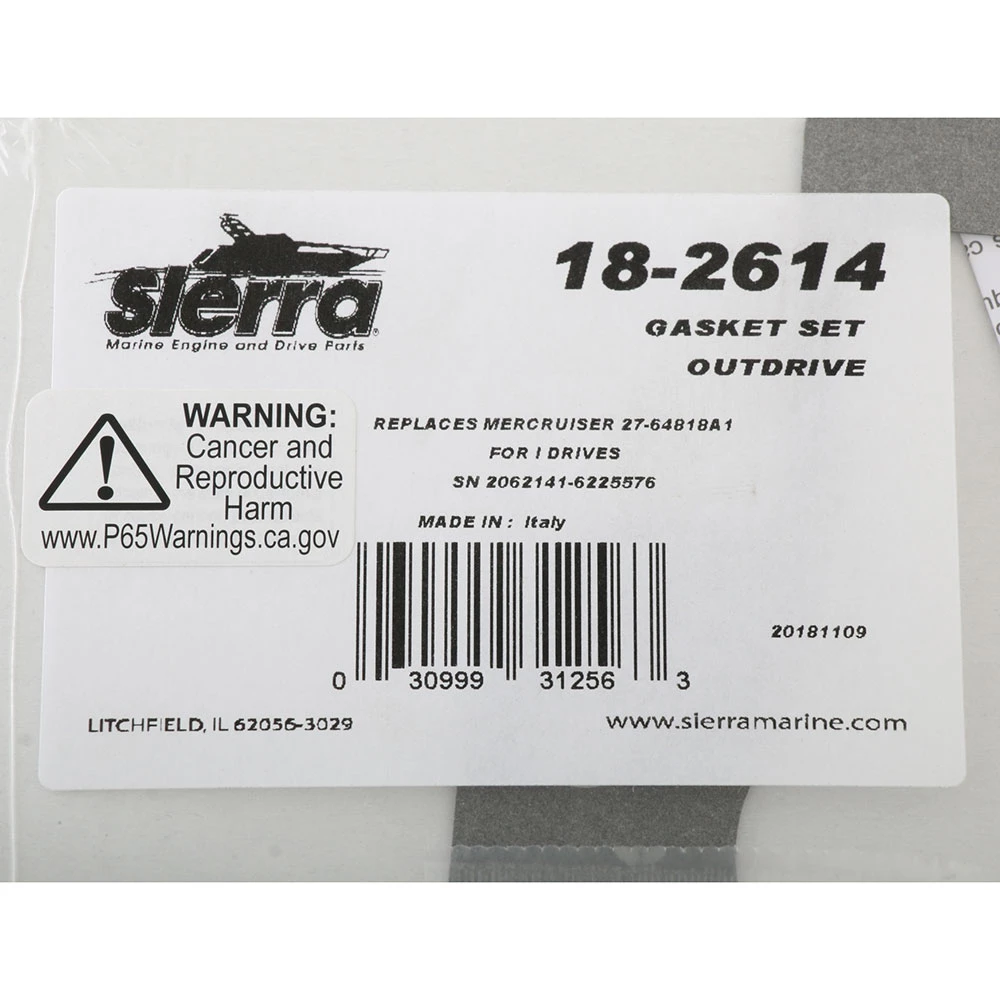 sierra®
Marine Engine and Drive Parts
18-2614
GASKET SET
OUTDRIVE
WARNING:
Cancer and
Reproductive
Harm
www.P65Warnings.ca.gov
REPLACES MERCRUISER 27-64818A1
FOR I DRIVES
SN 2062141-6225576
MADE IN: Italy
20181109
0 30999 31256 3
LITCHFIELD, IL 62056-3029
www.sierramarine.com